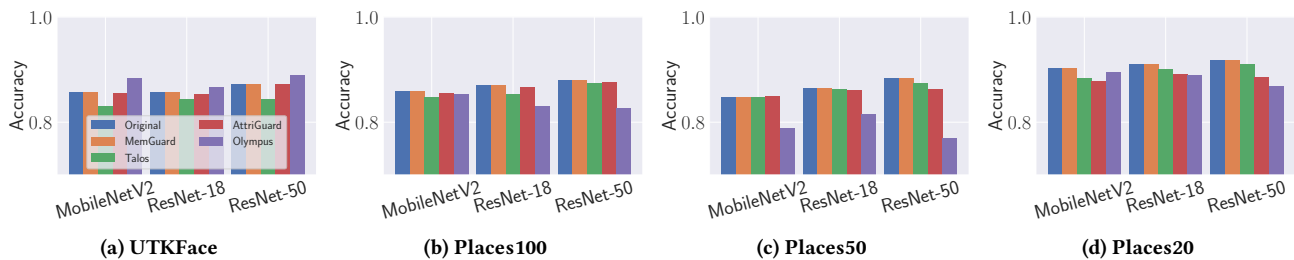 1.0
Accuracy
0.8
Original
MemGuard
Talos
AttriGuard
Olympus
MobileNetV2
ResNet-18
ResNet-50
(a) UTKFace
1.0
Accuracy
0.8
MobileNetV2
ResNet-18
ResNet-50
(b) Places100
1.0
Accuracy
0.8
MobileNetV2
ResNet-18
ResNet-50
(c) Places50
1.0
Accuracy
0.8
MobileNetV2
ResNet-18
ResNet-50
(d) Places20